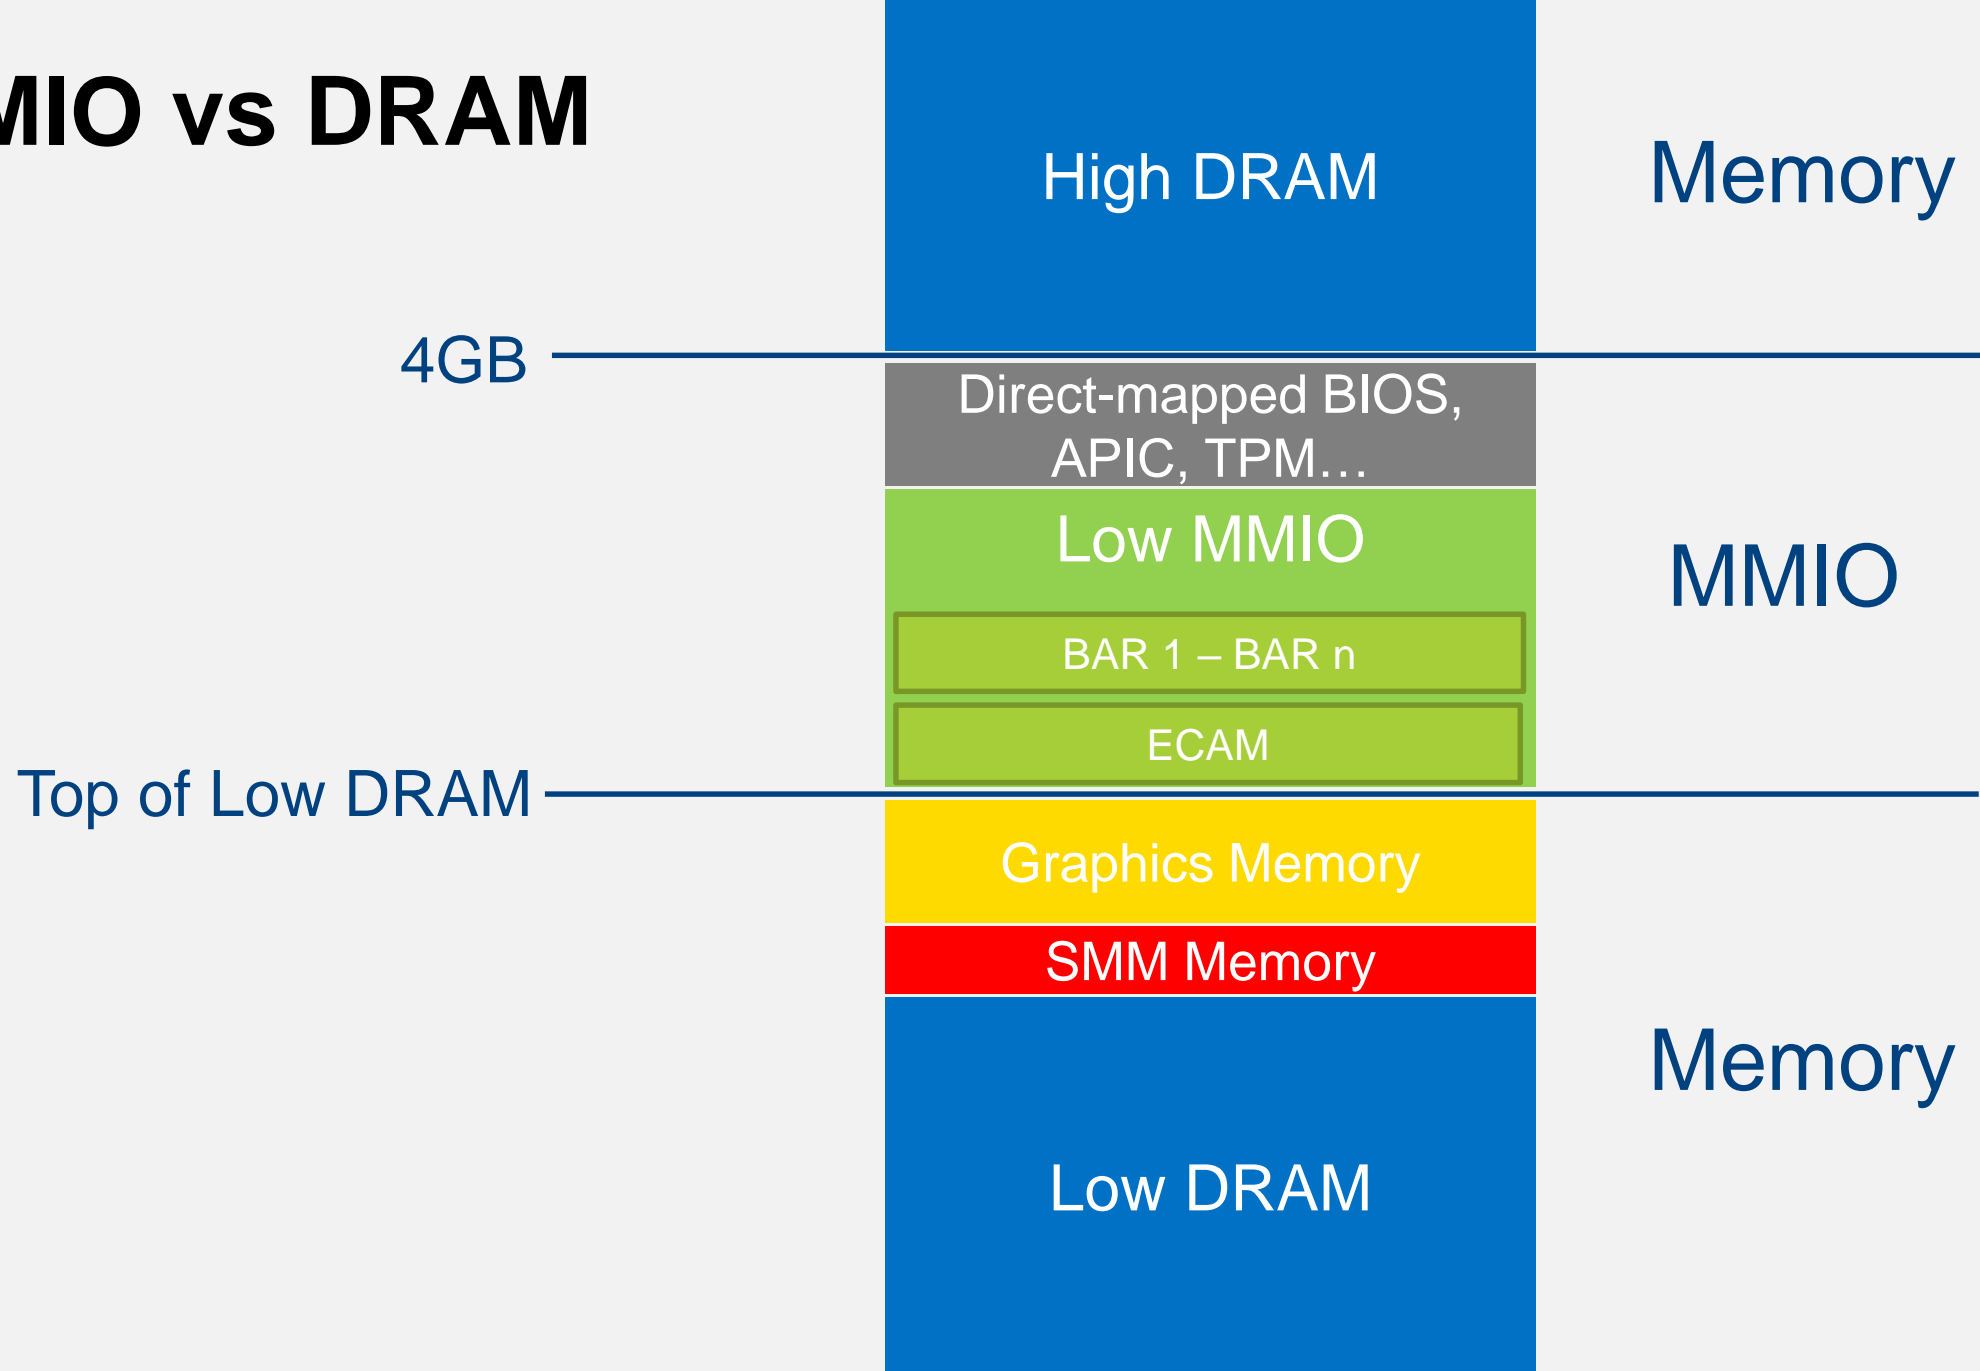 MIO vs DRAM
High DRAM
Memory
4GB
Direct-mapped BIOS,
APIC, TPM…
Low MMIO
MMIO
BAR 1 – BAR n
ECAM
Top of Low DRAM
Graphics Memory
SMM Memory
Memory
Low DRAM